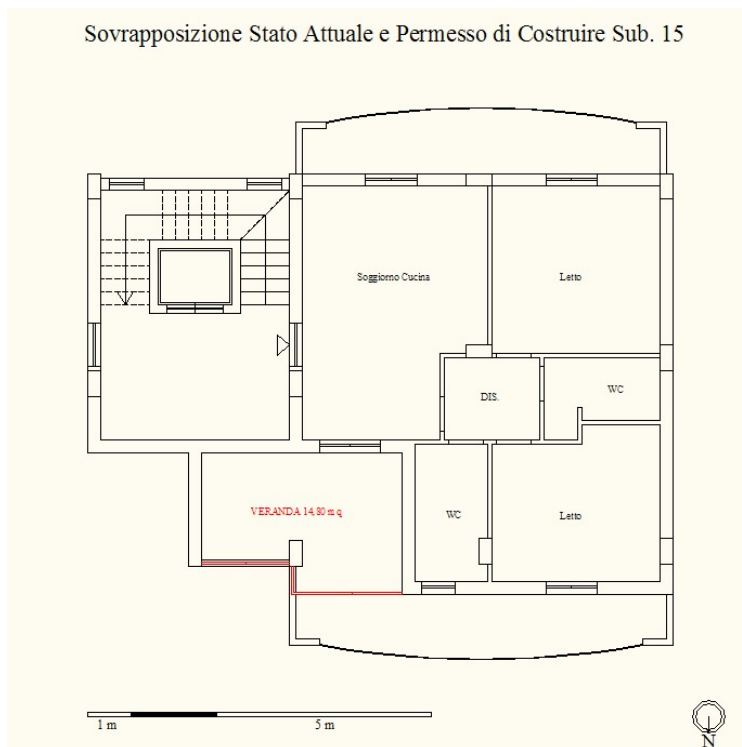 Sovrapposizione Stato Attuale e Permesso di Costruire Sub. 15
Soggiorno Cucina
Letto
DIS.
WC
VERANDA 14,80 mq
WC
Letto
1 m
5 m
N